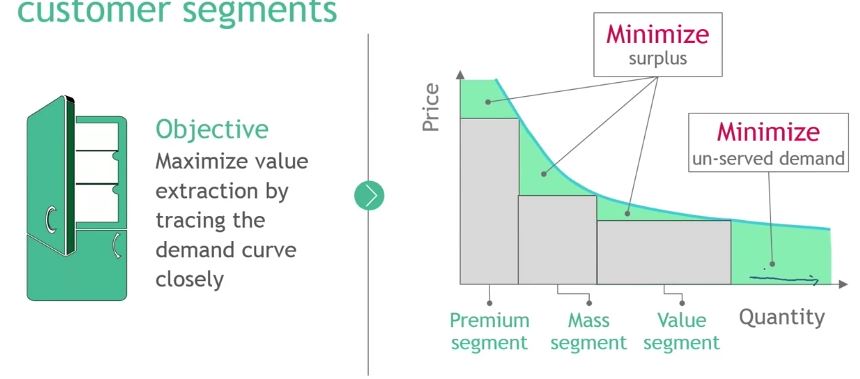 customer segments
Objective
Maximize value
extraction by
tracing the
demand curve
closely
Minimize
surplus
Minimize
un-served demand
Price
Premium
segment
Mass
segment
Value
segment
Quantity